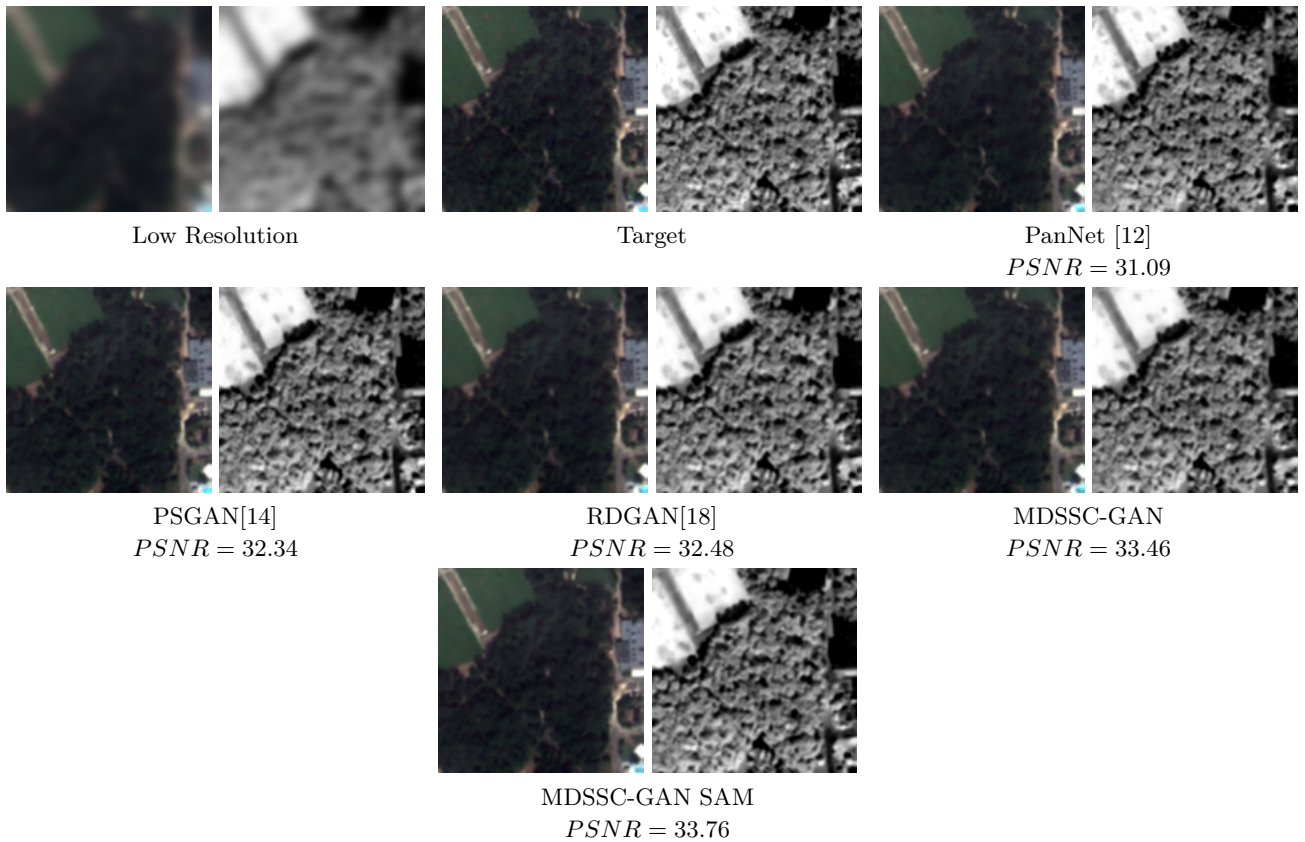 Low Resolution
Target
PanNet [12]
PSNR = 31.09
PSGAN[14]
PSNR = 32.34
RDGAN[18]
PSNR = 32.48
MDSSC-GAN
PSNR = 33.46
MDSSC-GAN SAM
PSNR = 33.76